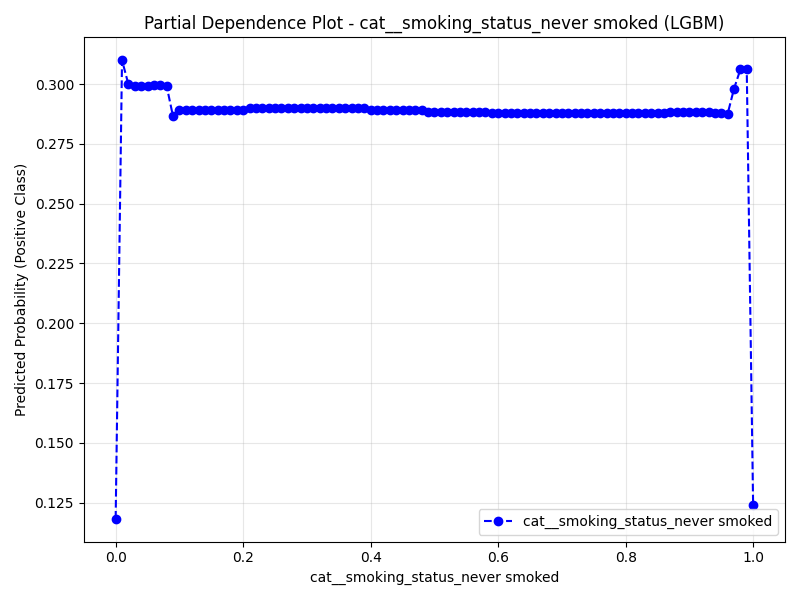 Partial Dependence Plot - cat__smoking_status_never smoked (LGBM)
Predicted Probability (Positive Class)
0.300
0.275
0.250
0.225
0.200
0.175
0.150
0.125
cat__smoking_status_never smoked
0.0 0.2 0.4 0.6 0.8 1.0
cat__smoking_status_never smoked